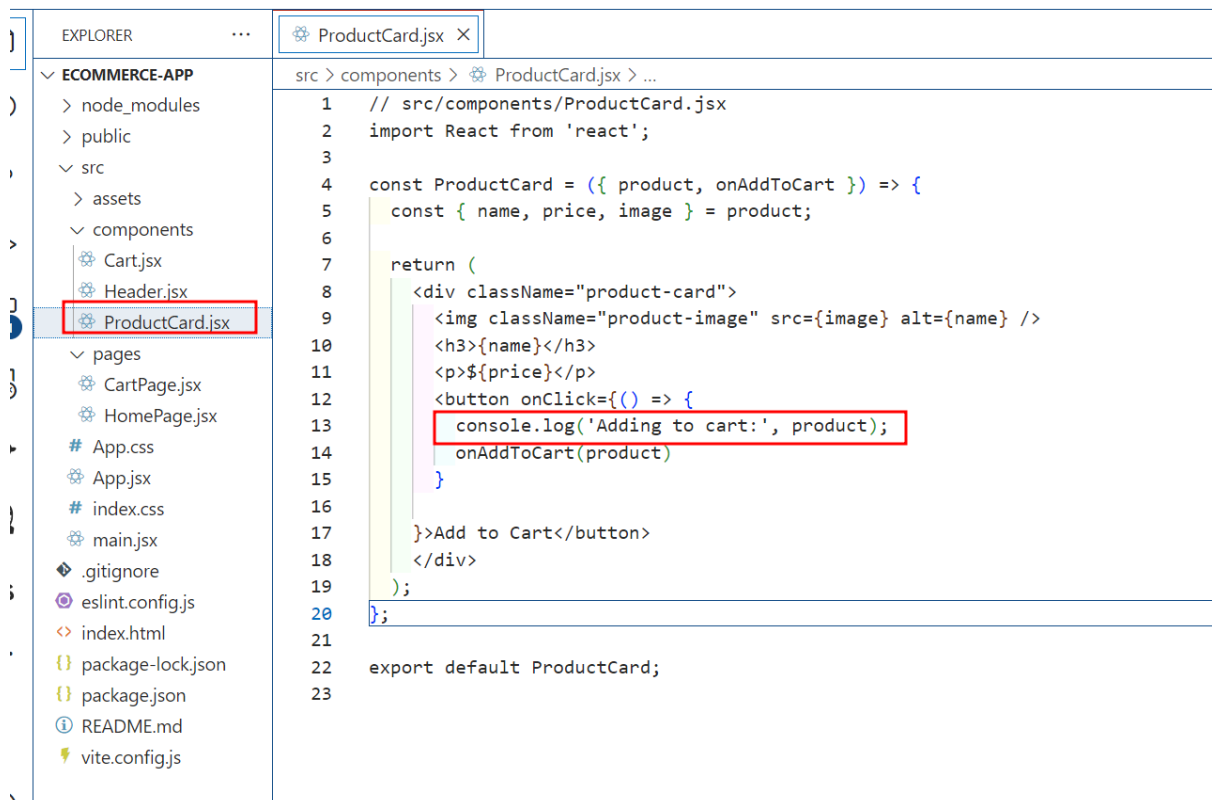 EXPLORER ...
ECOMMERCE-APP
node_modules
public
src
assets
components
Cart.jsx
Header.jsx
ProductCard.jsx
pages
CartPage.jsx
HomePage.jsx
# App.css
App.jsx
# index.css
main.jsx
.gitignore
eslint.config.js
<> index.html
{} package-lock.json
{} package.json
README.md
vite.config.js
ProductCard.jsx
src > components > ProductCard.jsx > ...
1 // src/components/ProductCard.jsx
2 import React from 'react';
3
4 const ProductCard = ({ product, onAddToCart }) => {
5   const { name, price, image } = product;
6
7   return (
8     <div className="product-card">
9       <img className="product-image" src={image} alt={name} />
10       <h3>{name}</h3>
11       <p>${price}</p>
12       <button onClick={() => {
13         console.log('Adding to cart:', product);
14         onAddToCart(product)
15       }
16
17     }>Add to Cart</button>
18     </div>
19   );
20 };
21
22 export default ProductCard;
23